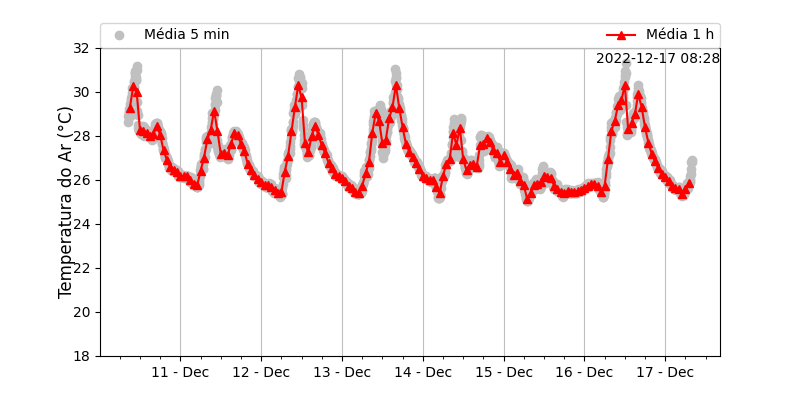 Média 5 min
Média 1 h
2022-12-17 08:28
Temperatura do Ar (°C)
32
30
28
26
24
22
20
18
11 - Dec
12 - Dec
13 - Dec
14 - Dec
15 - Dec
16 - Dec
17 - Dec